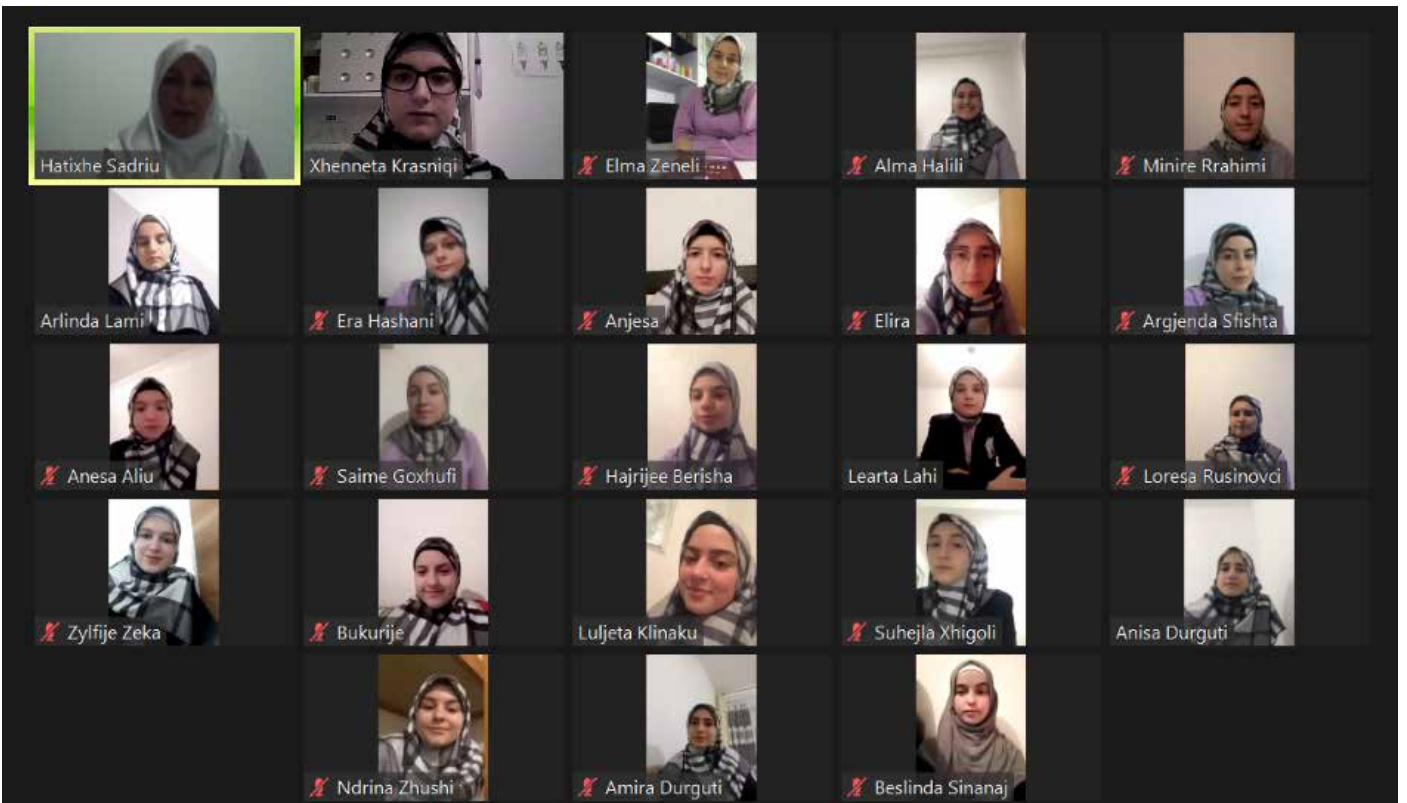 Hatixhe Sadriu
Xhenneta Krasniqi
Elma Zeneli
Alma Halili
Minire Rrahimi
Arlinda Lami
Era Hashani
Anjesa
Elira
Argjenda Sfishta
Anesa Aliu
Saime Goxhufi
Hajrijee Berisha
Learta Lahi
Loresa Rusinovci
Zylfije Zeka
Bukurije
Luljeta Klinaku
Suhejla Xhigoli
Anisa Durguti
Ndrina Zhushi
Amira Durguti
Beslinda Sinanaj